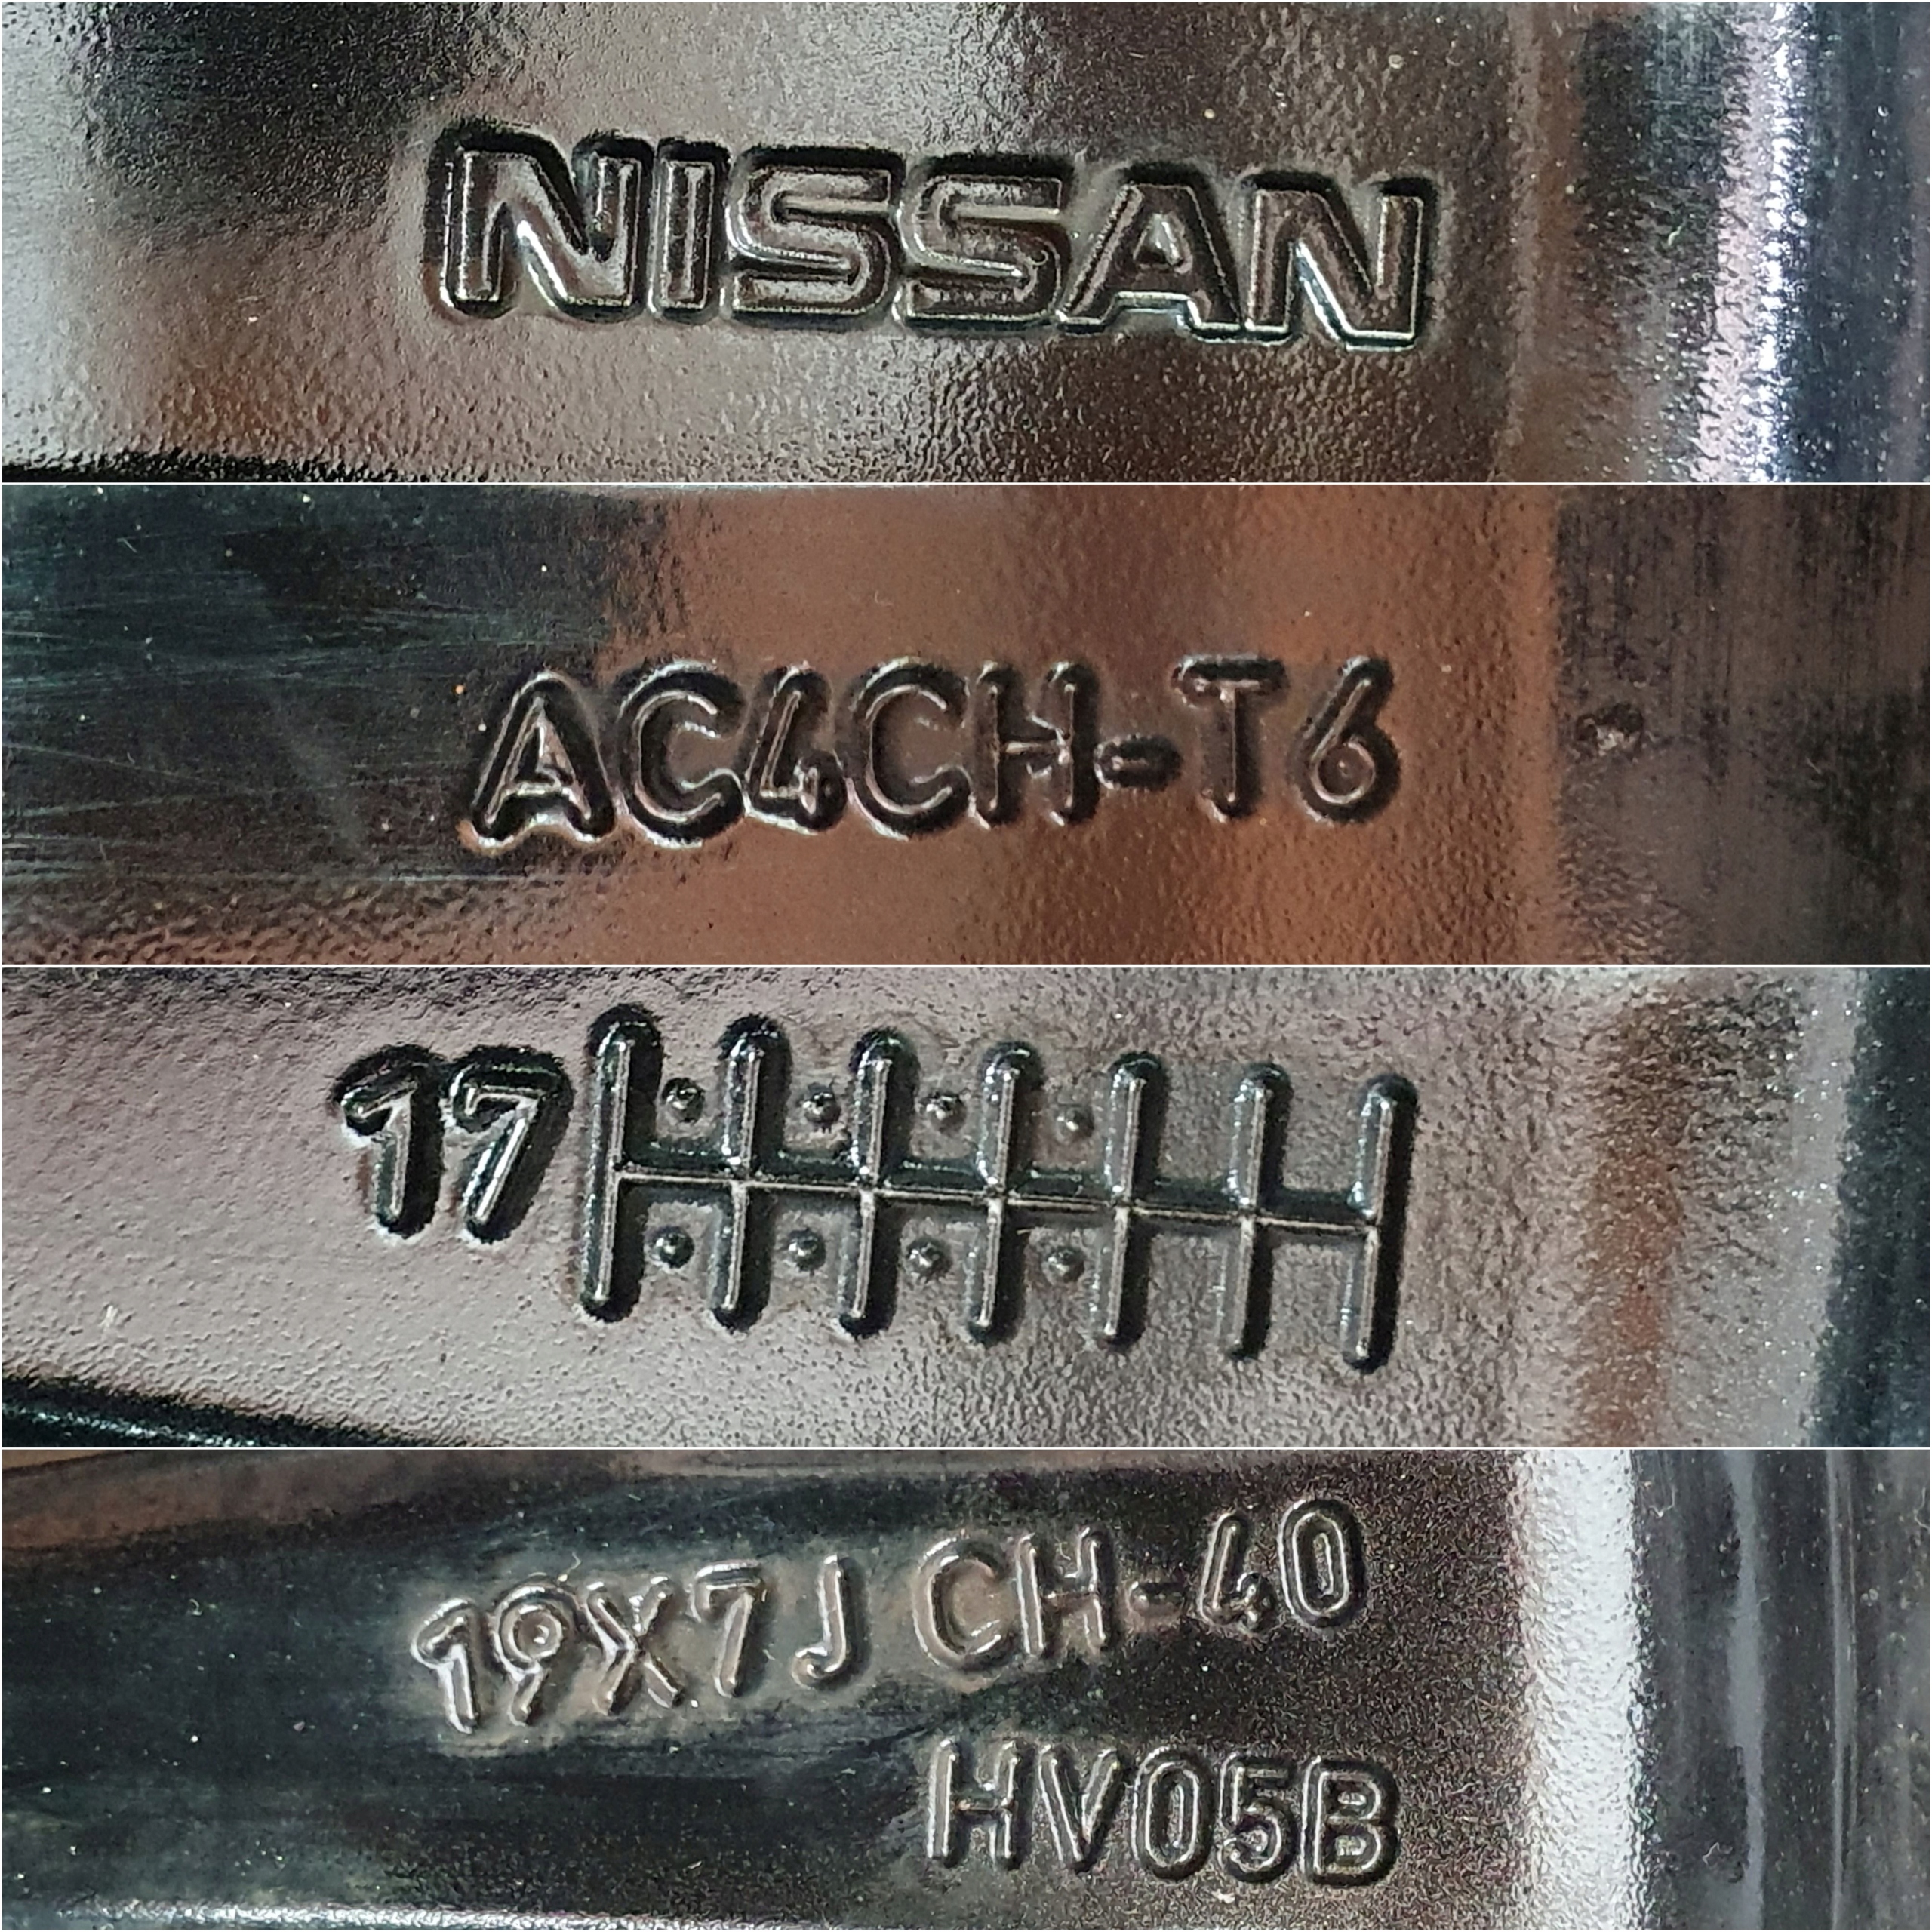 NISSAN
AC4CH-T6
17
19X7J CH-40
HV05B